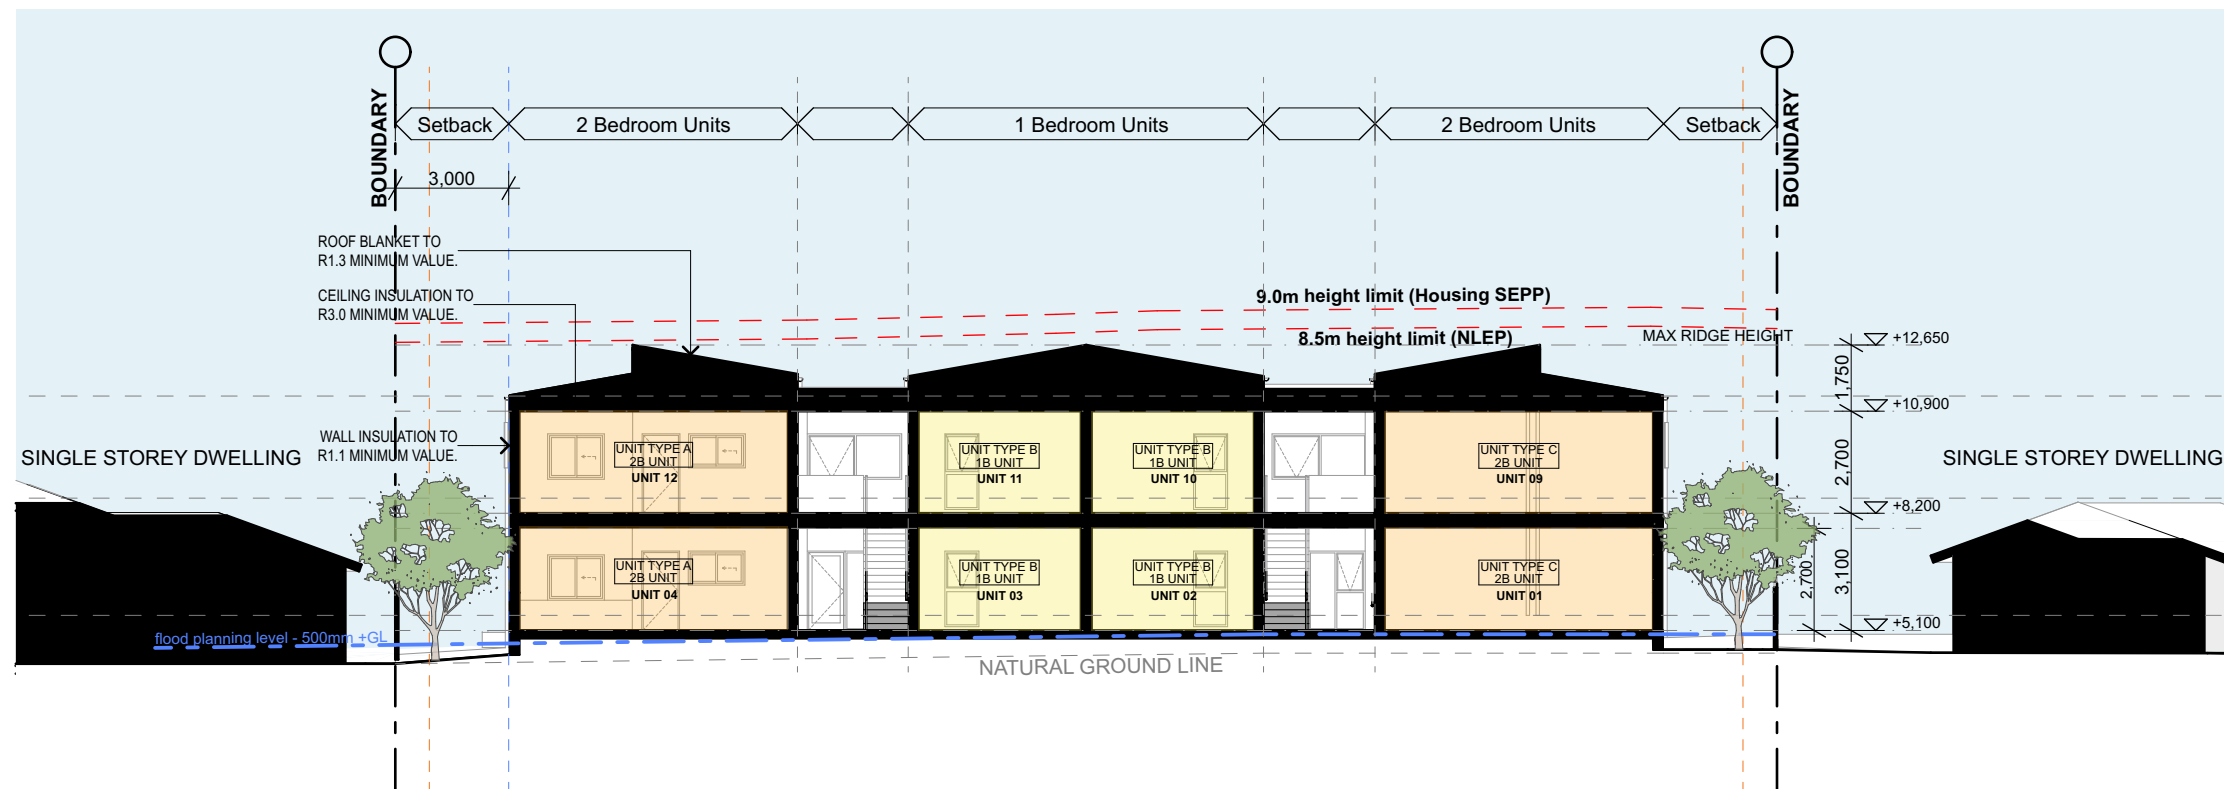 BOUNDARY
BOUNDARY
Setback
2 Bedroom Units
1 Bedroom Units
2 Bedroom Units
Setback
3,000
ROOF BLANKET TO
R1.3 MINIMUM VALUE.
CEILING INSULATION TO
R3.0 MINIMUM VALUE.
9.0m height limit (Housing SEPP)
8.5m height limit (NLEP)
MAX RIDGE HEIGHT
+12,650
1,750
+10,900
WALL INSULATION TO
R1.1 MINIMUM VALUE.
SINGLE STOREY DWELLING
SINGLE STOREY DWELLING
UNIT TYPE A
2B UNIT
UNIT 12
UNIT TYPE B
1B UNIT
UNIT 11
UNIT TYPE B
1B UNIT
UNIT 10
UNIT TYPE C
2B UNIT
UNIT 09
2,700
+8,200
UNIT TYPE A
2B UNIT
UNIT 04
UNIT TYPE B
1B UNIT
UNIT 03
UNIT TYPE B
1B UNIT
UNIT 02
UNIT TYPE C
2B UNIT
UNIT 01
2,700
3,100
+5,100
flood planning level - 500mm +GL
NATURAL GROUND LINE